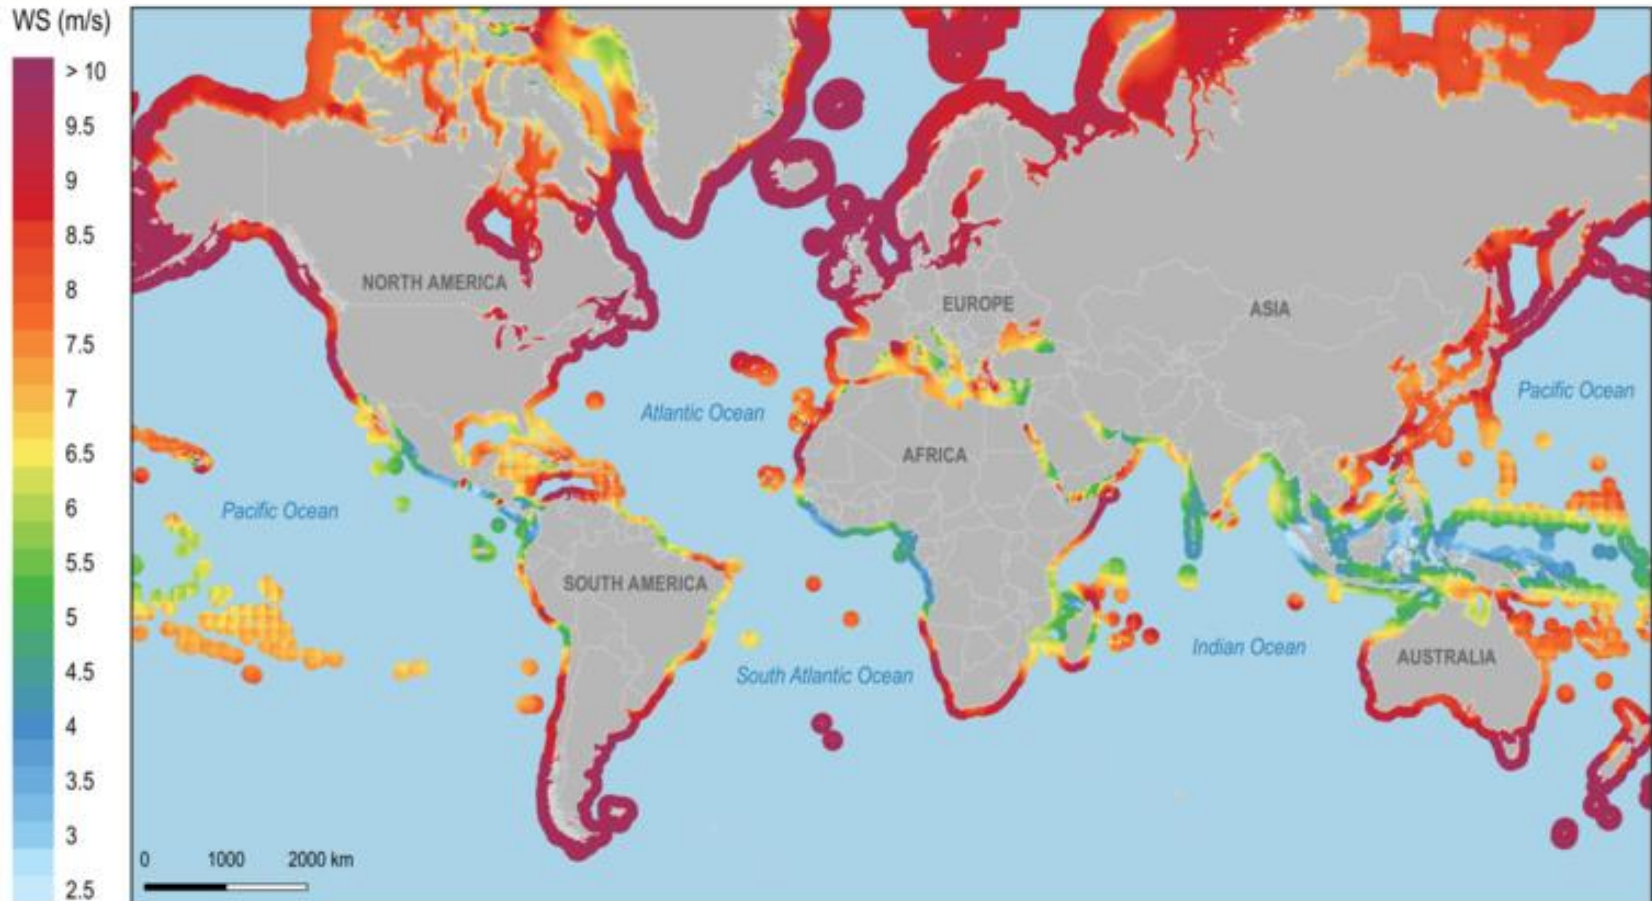 WS (m/s)
> 10
9.5
9
8.5
8
7.5
7
6.5
6
5.5
5
4.5
4
3.5
3
2.5
NORTH AMERICA
EUROPE
ASIA
Atlantic Ocean
Pacific Ocean
AFRICA
Pacific Ocean
SOUTH AMERICA
Indian Ocean
AUSTRALIA
South Atlantic Ocean
0 1000 2000 km